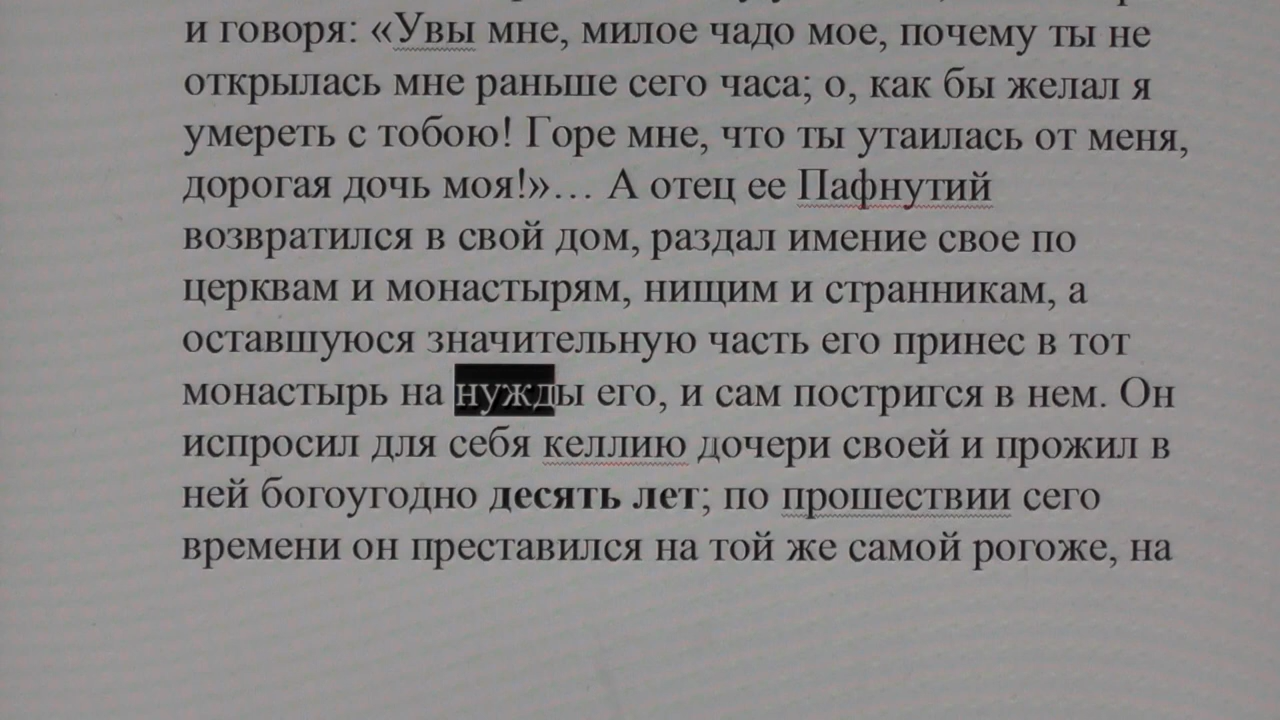 и говоря: «Увы мне, милое чадо мое, почему ты не
открылась мне раньше сего часа; о, как бы желал я
умереть с тобою! Горе мне, что ты утаилась от меня,
дорогая дочь моя!»… А отец ее Пафнутий
возвратился в свой дом, раздал имение свое по
церквам и монастырям, нищим и странникам, а
оставшуюся значительную часть его принес в тот
монастырь на нужды его, и сам постригся в нем. Он
испросил для себя келлию дочери своей и прожил в
ней богоугодно десять лет; по прошествии сего
времени он преставился на той же самой рогоже, на